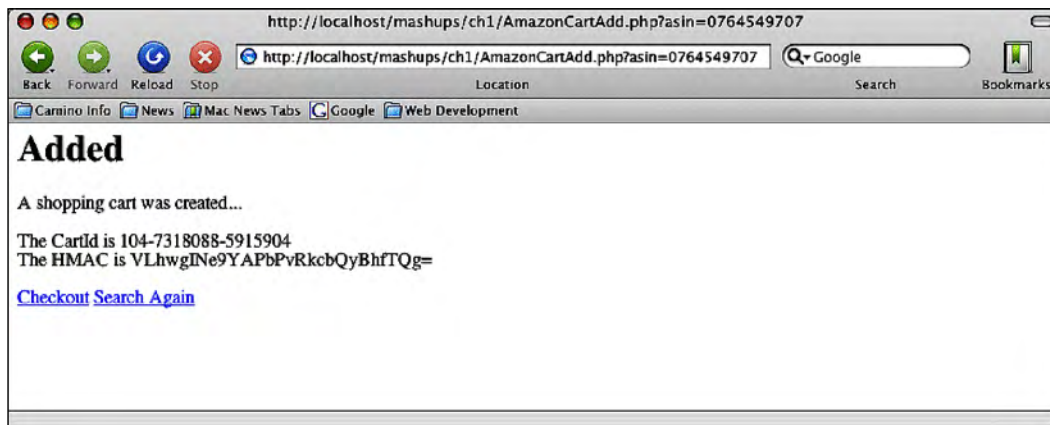 http://localhost/mashups/ch1/AmazonCartAdd.php?asin=0764549707
http://localhost/mashups/ch1/AmazonCartAdd.php?asin=0764549707 Google
Back Forward Reload Stop Location Search Bookmarks
Camino Info News Mac News Tabs Google Web Development
Added
A shopping cart was created...
The CartId is 104-7318088-5915904
The HMAC is VLhwgINe9YAPbPvRkcbQyBhfTQg=
Checkout Search Again